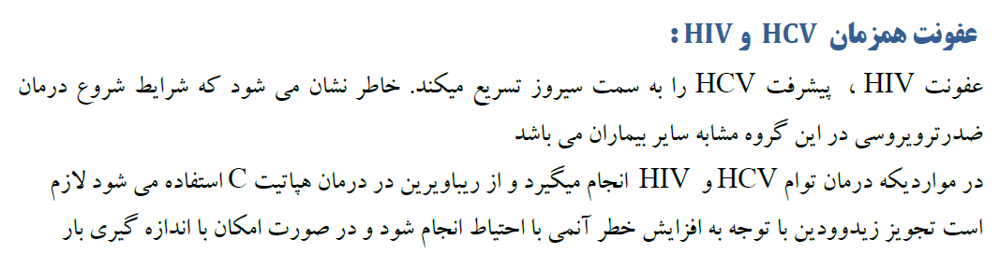 عفونت همزمان HCV و HIV :
عفونت HIV ، پیشرفت HCV را به سمت سیروز تسریع میکند. خاطر نشان می شود که شرایط شروع درمان
ضدرترویروسی در این گروه مشابه سایر بیماران می باشد
در مواردیکه درمان توام HCV و HIV انجام میگیرد و از ریباویرین در درمان هپاتیت C استفاده می شود لازم
است تجویز زیدوودین با توجه به افزایش خطر آنمی با احتیاط انجام شود و در صورت امکان با اندازه گیری بار